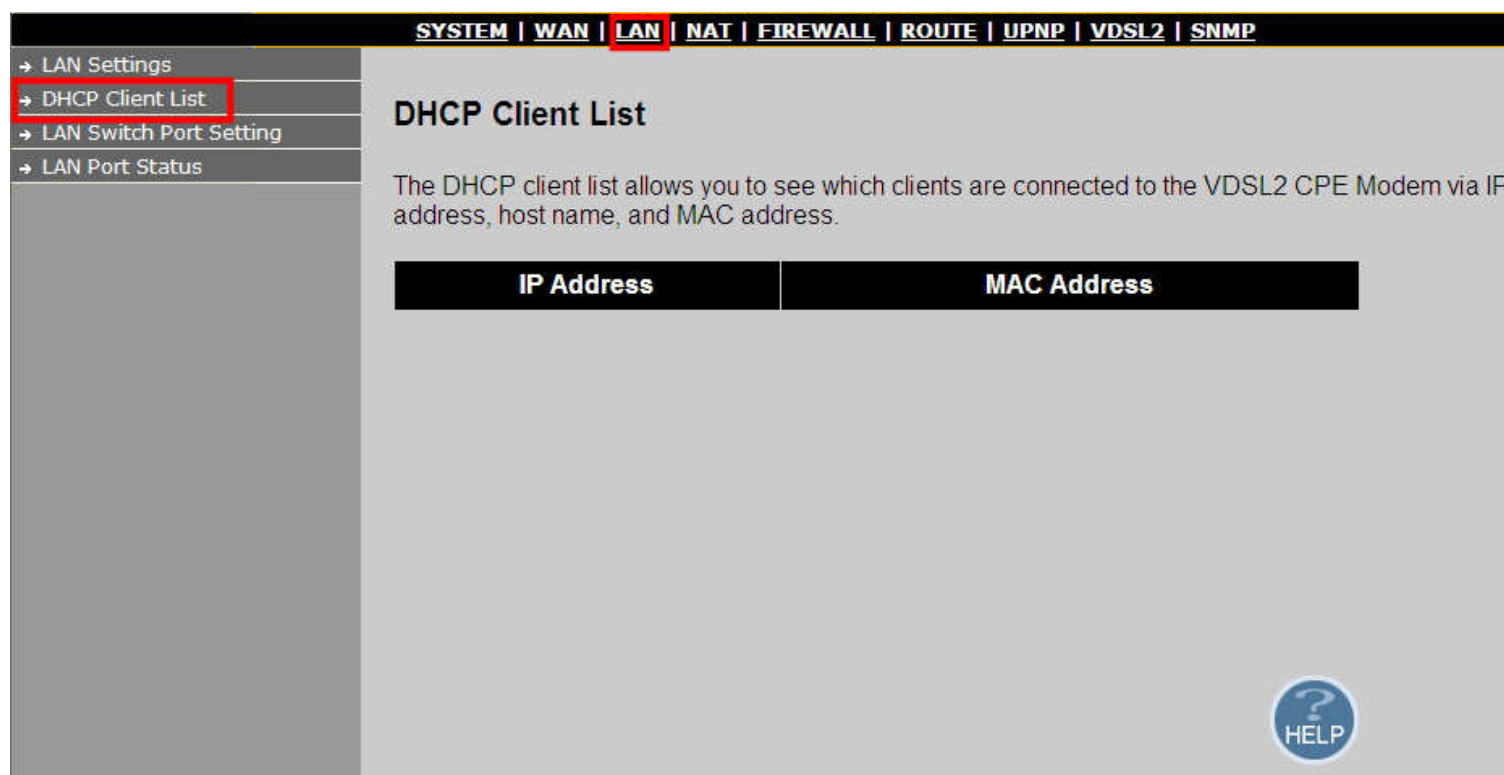 SYSTEM | WAN | LAN | NAT | FIREWALL | ROUTE | UPNP | VDSL2 | SNMP
→ LAN Settings
→ DHCP Client List
→ LAN Switch Port Setting
→ LAN Port Status
DHCP Client List
The DHCP client list allows you to see which clients are connected to the VDSL2 CPE Modem via IP
address, host name, and MAC address.
IP Address MAC Address
?
HELP